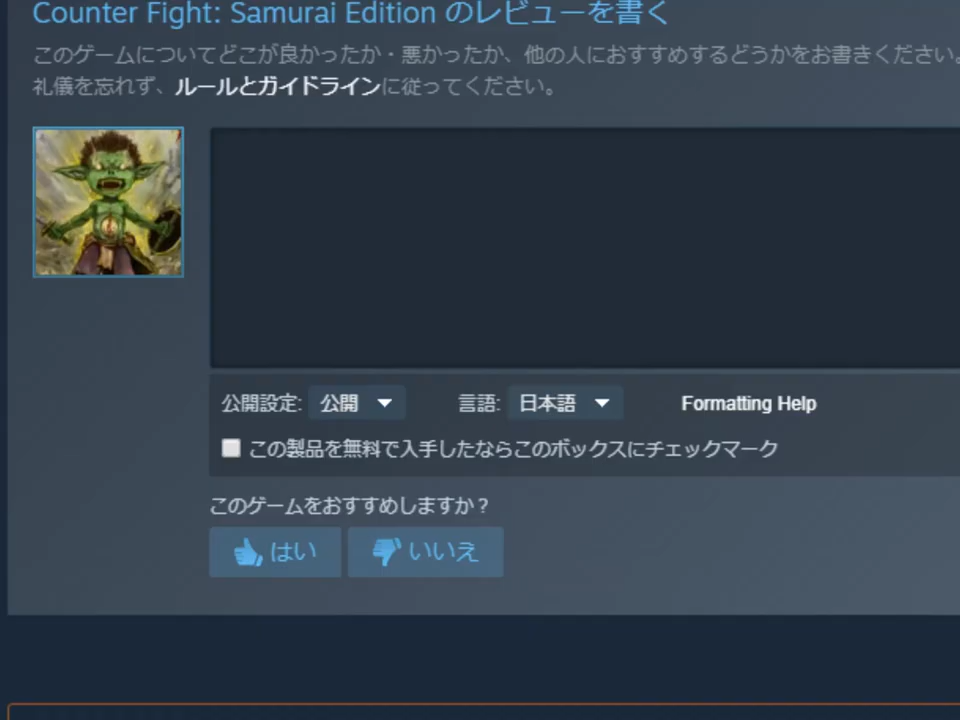 Counter Fight: Samurai Edition のレビューを書く
このゲームについてどこが良かったか・悪かったか、他の人におすすめするどうかをお書きください。
礼儀を忘れず、ルールとガイドラインに従ってください。
公開設定: 公開 言語: 日本語 Formatting Help
この製品を無料で入手したならこのボックスにチェックマーク
このゲームをおすすめしますか？
はい いいえ